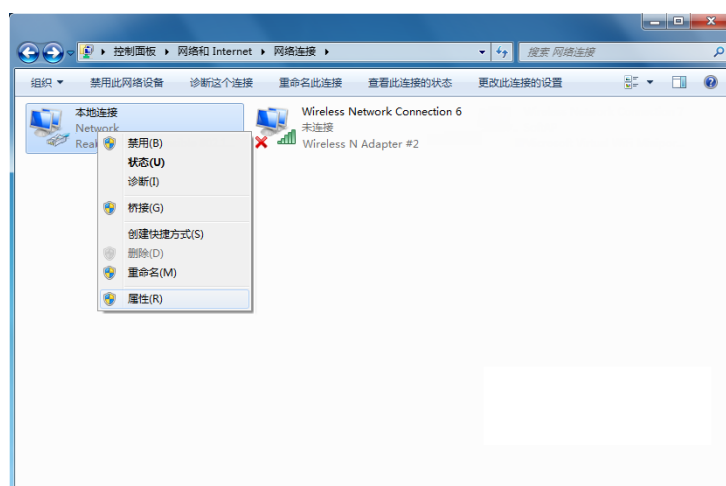 控制面板 ▸ 网络和 Internet ▸ 网络连接 ▸
搜索 网络连接
组织 禁用此网络设备 诊断这个连接 重命名此连接 查看此连接的状态 更改此连接的设置
本地连接
Network
Wireless Network Connection 6
未连接
Wireless N Adapter #2
禁用(B)
状态(U)
诊断(I)
桥接(G)
创建快捷方式(S)
删除(D)
重命名(M)
属性(R)